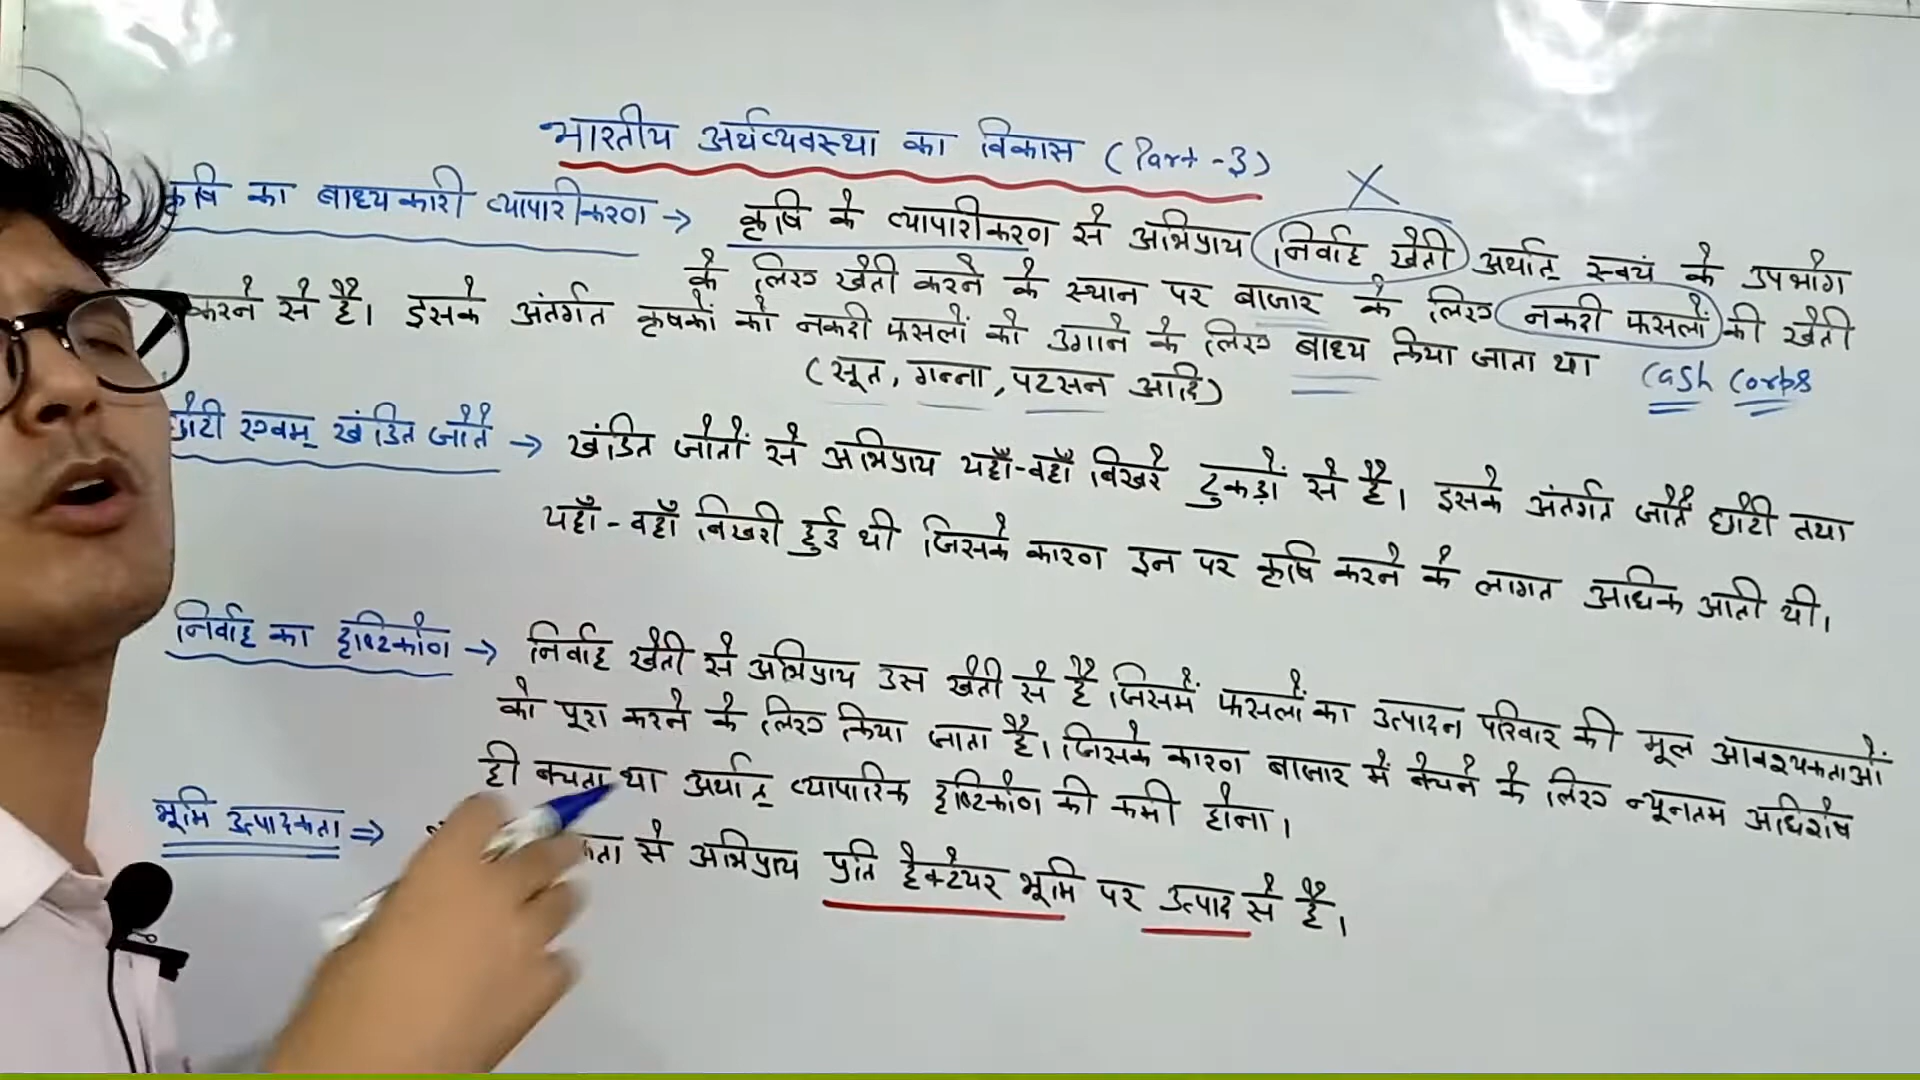 भारतीय अर्थव्यवस्था का विकास (Part-3)
कृषि का बाध्यकारी व्यापारीकरण → कृषि के व्यापारीकरण से अभिप्राय निर्वाह खेती अर्थात् स्वयं के उपभोग
के लिए खेती करने के स्थान पर बाजार के लिए नकदी फसलों की खेती
करने से है। इसके अंतर्गत कृषकों को नकदी फसलों को उगाने के लिए बाध्य किया जाता था
(सूत, गन्ना, पटसन आदि) Cash Corbs
छोटी एवम् खंडित जोतें → खंडित जोतों से अभिप्राय यहाँ-वहाँ बिखरे टुकड़ों से है। इसके अंतर्गत जोतें छोटी तथा
यहाँ-वहाँ बिखरी हुई थी जिसके कारण इन पर कृषि करने के लागत अधिक आती थी।
निर्वाह का दृष्टिकोण → निर्वाह खेती से अभिप्राय उस खेती से है जिसमें फसलों का उत्पादन परिवार की मूल आवश्यकताओं
को पूरा करने के लिए किया जाता है। जिसके कारण बाजार में बेचने के लिए न्यूनतम अधिशेष
ही बचता था अर्थात् व्यापारिक दृष्टिकोण की कमी होना।
भूमि उत्पादकता ⇒ से अभिप्राय प्रति हैक्टेयर भूमि पर उत्पाद से है।